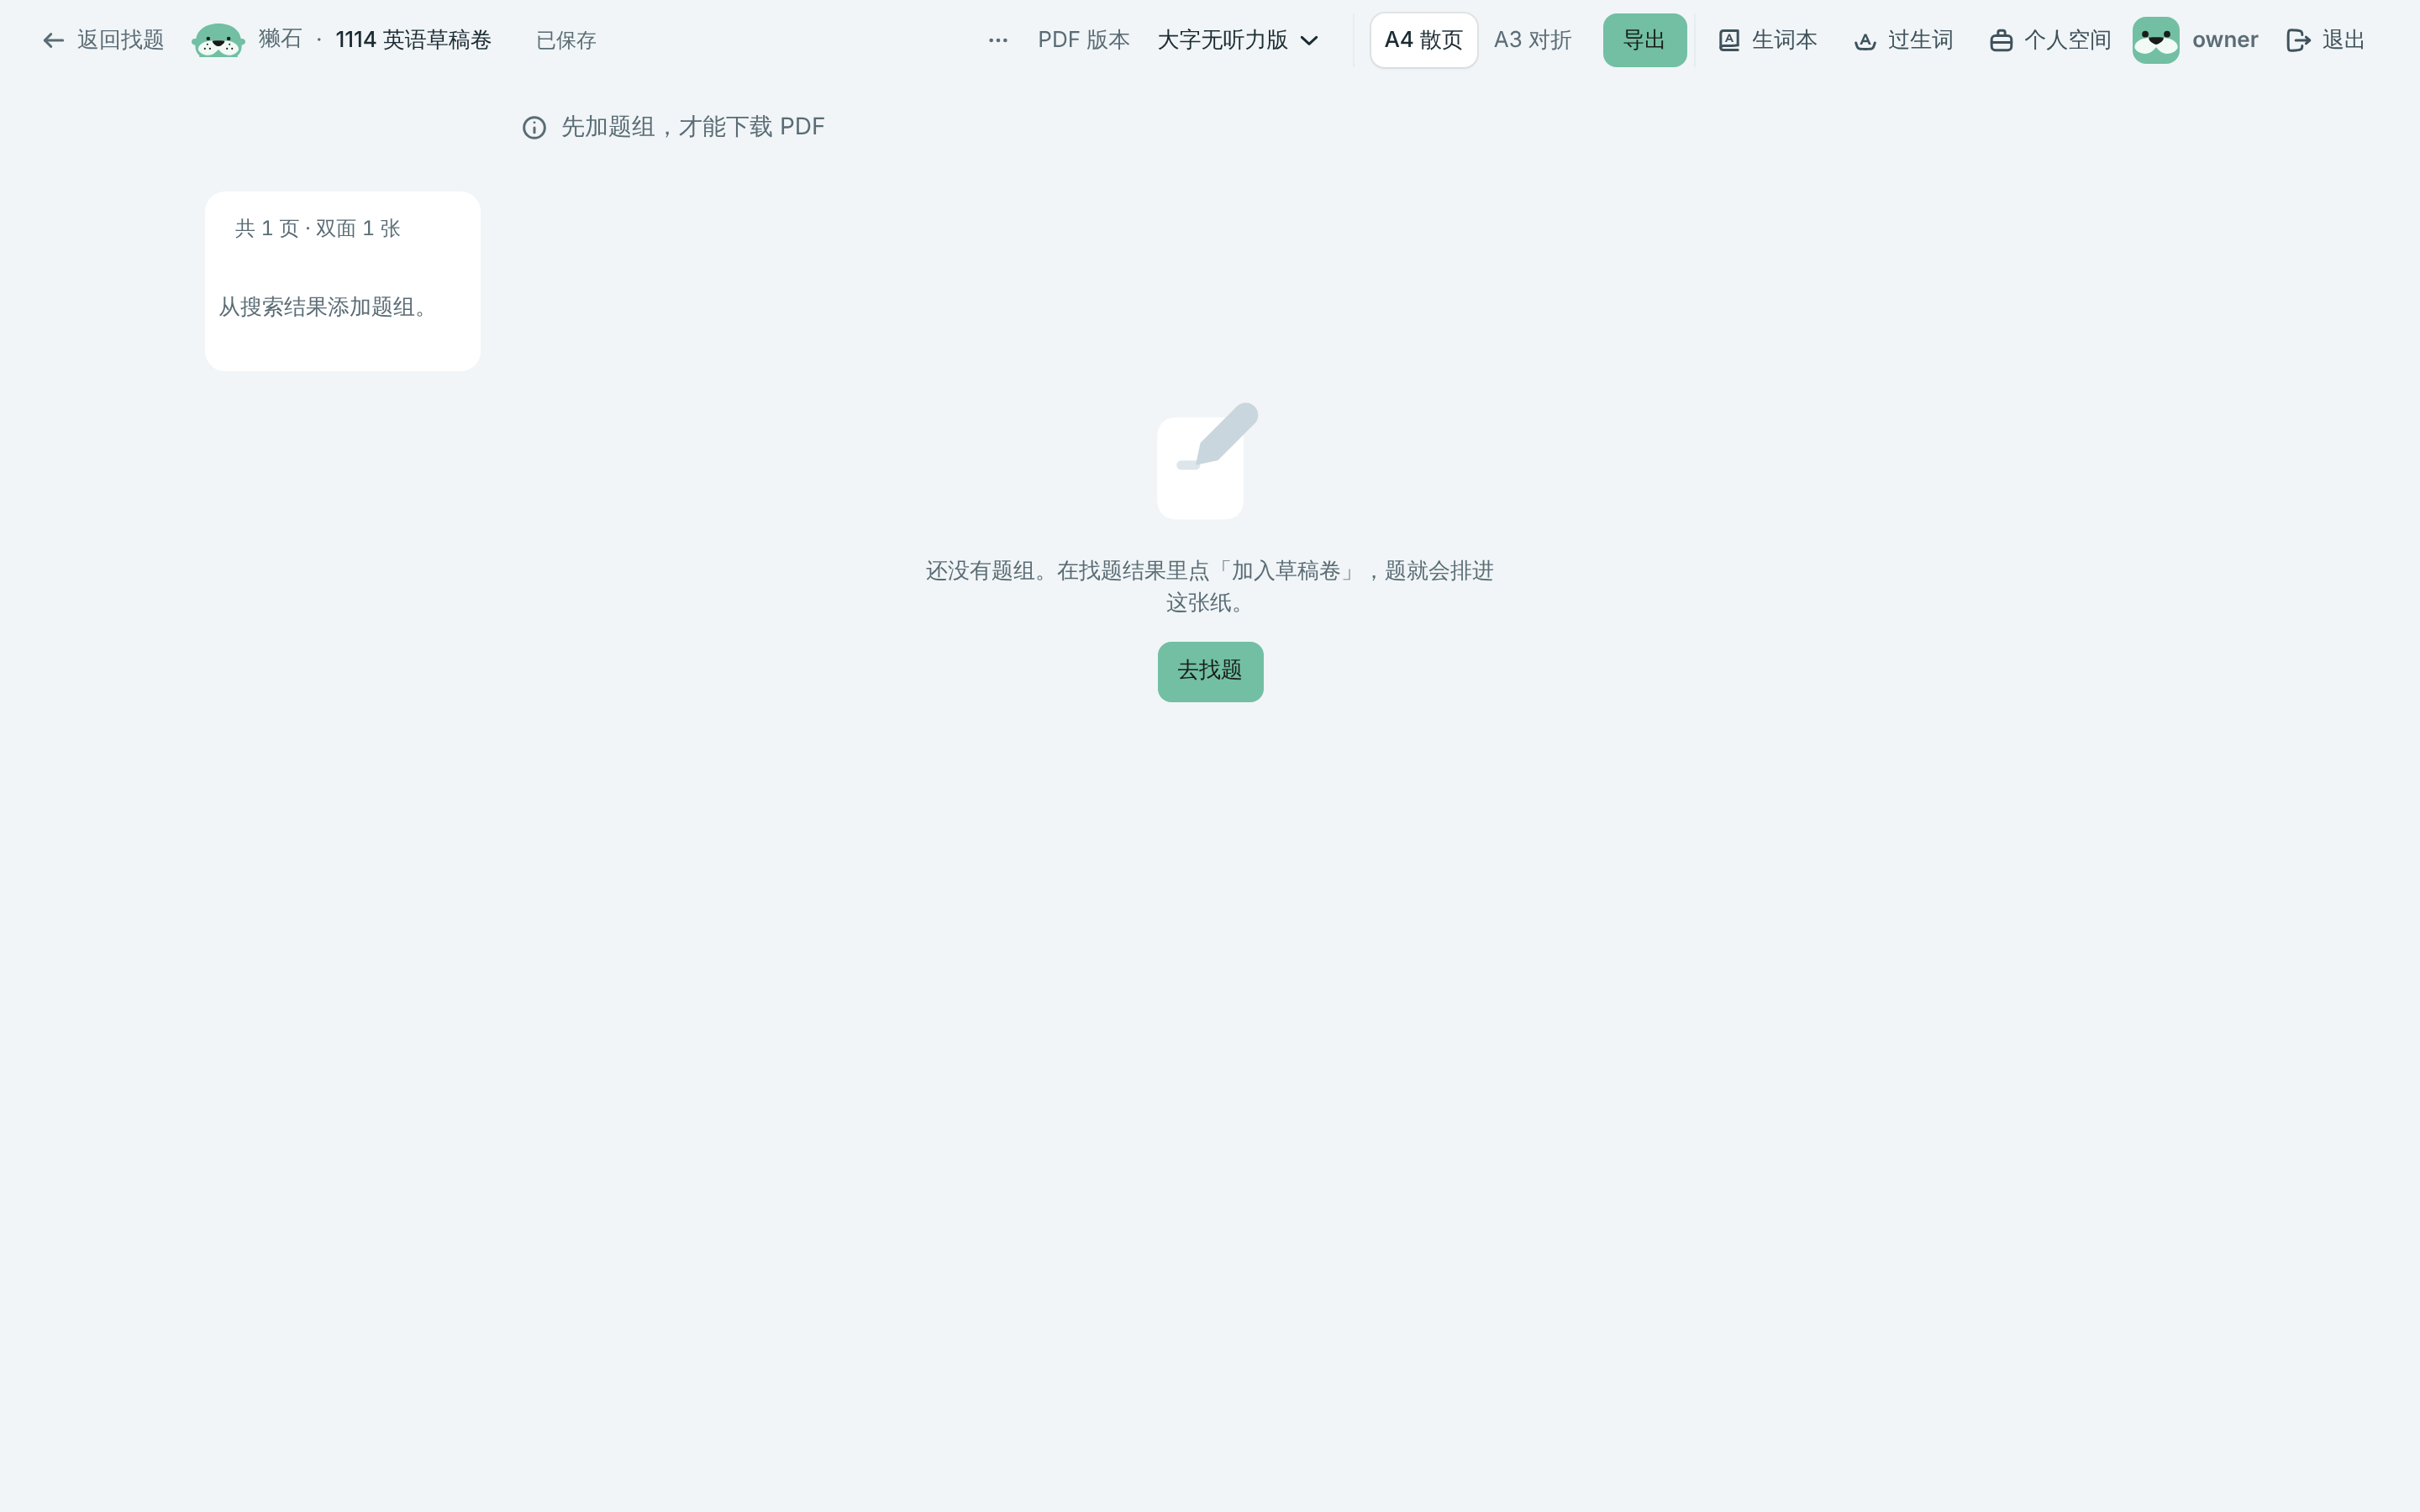 返回找题 獭石 · 1114 英语草稿卷 已保存 ··· PDF 版本 大字无听力版 A4 散页 A3 对折 导出 生词本 过生词 个人空间 owner 退出
先加题组，才能下载 PDF
共 1 页 · 双面 1 张
从搜索结果添加题组。
还没有题组。在找题结果里点「加入草稿卷」，题就会排进
这张纸。
去找题